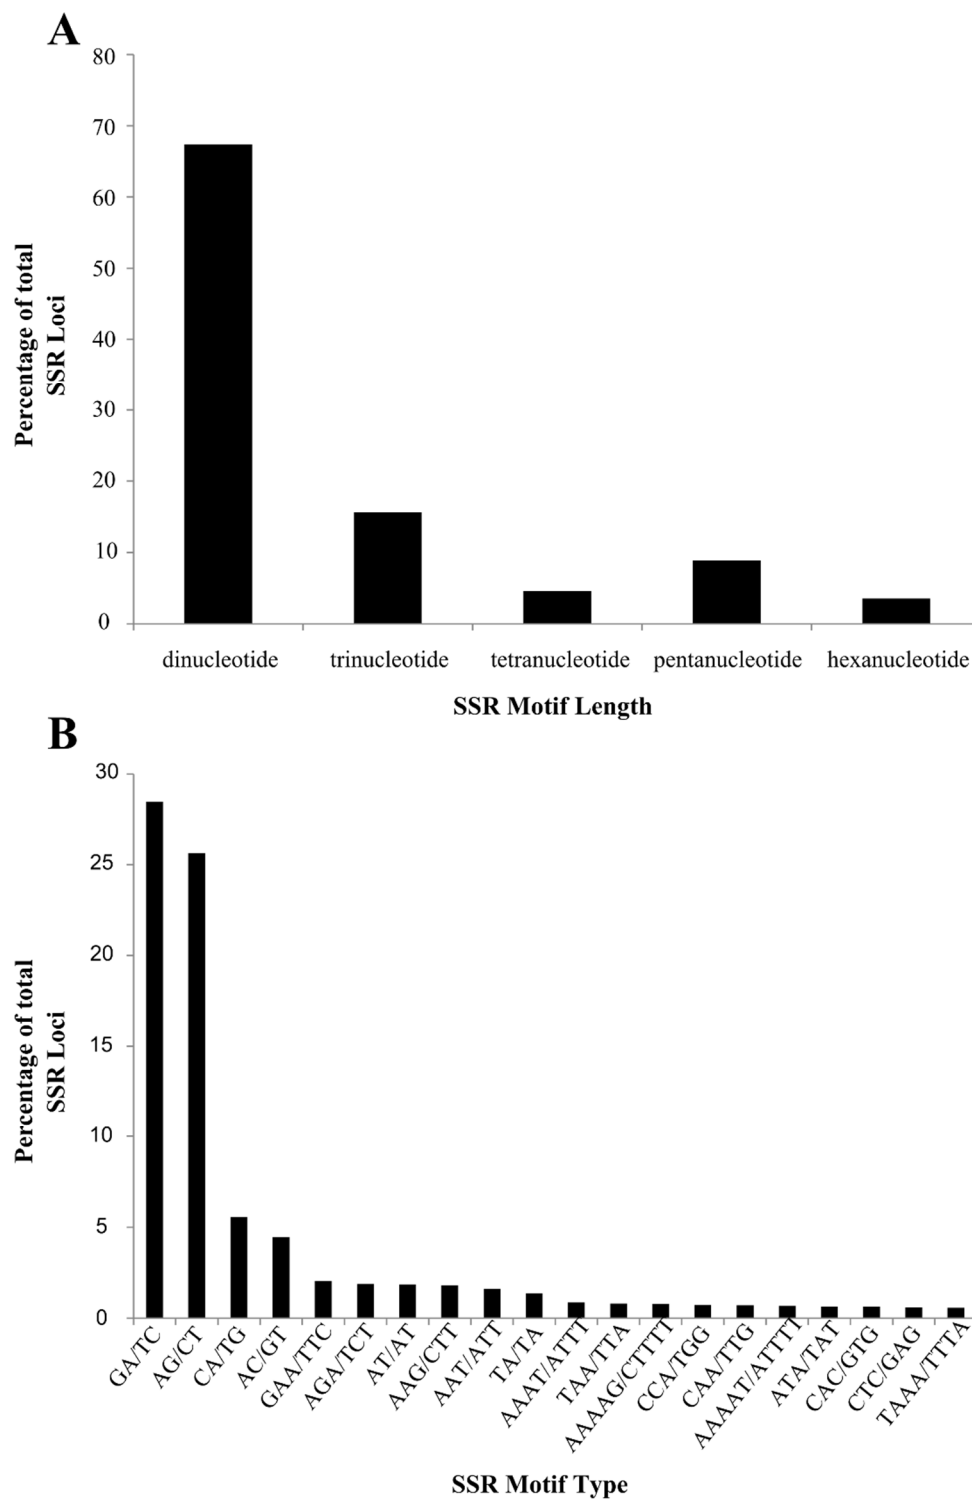 A
80
70
60
50
40
30
20
10
0
Percentage of total
SSR Loci
dinucleotide trinucleotide tetranucleotide pentanucleotide hexanucleotide
SSR Motif Length
B
30
25
20
15
10
5
0
Percentage of total
SSR Loci
GA/TC
AG/CT
CA/TG
AC/GT
GAA/TTC
AGA/TCT
AT/AT
AAG/CTT
AAT/ATT
TA/TA
AAAT/ATTT
TAA/TTA
AAAAG/CTTTT
CCA/TGG
CAA/TTG
AAAAT/ATTTT
ATA/TAT
CAC/GTG
CTC/GAG
TAAA/TTTA
SSR Motif Type